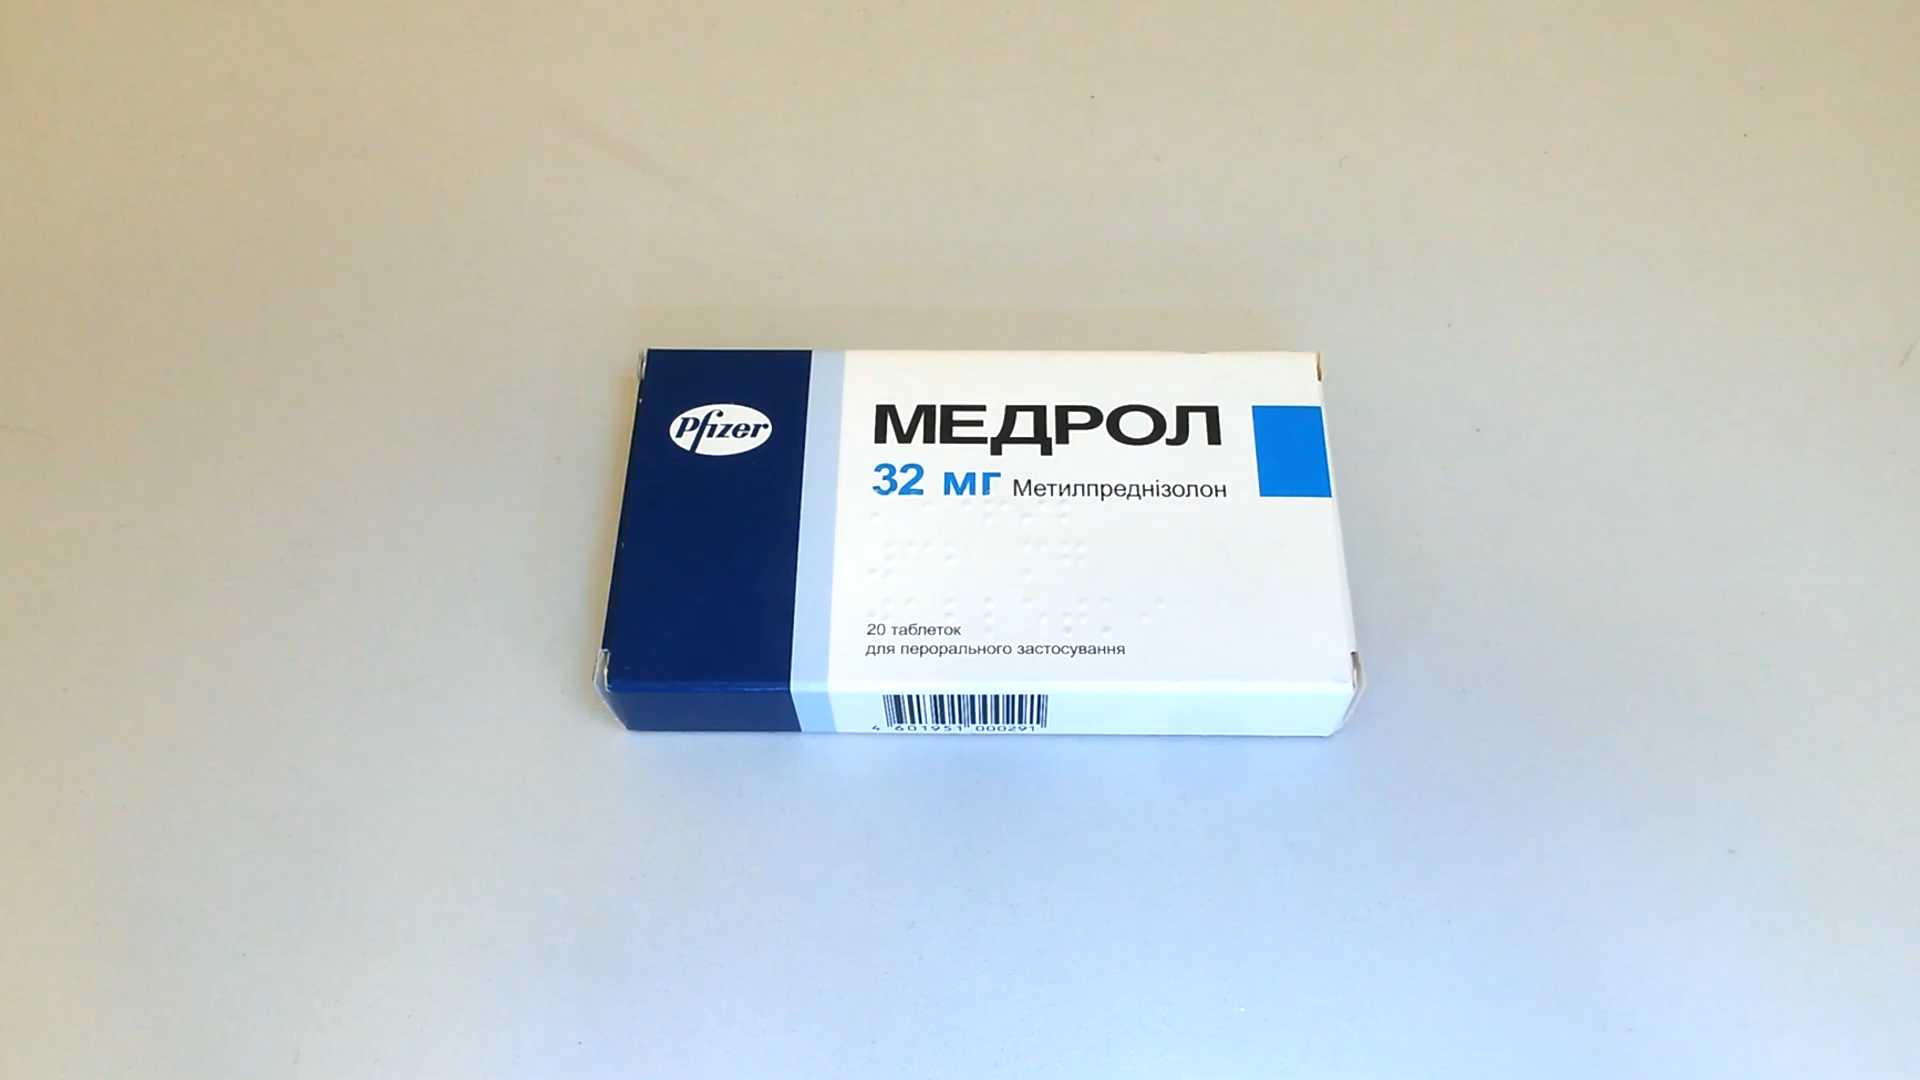 Pfizer
МЕДРОЛ
32 мг Метилпреднізолон
20 таблеток
для перорального застосування
4 601951 000291